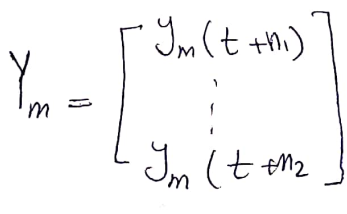 Y_m = [ y_m(t+n_1)
⋮
y_m(t+n_2 ]